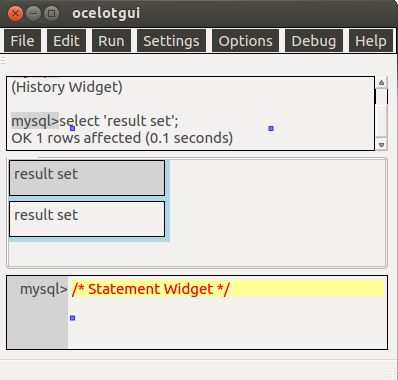 ocelotgui
File Edit Run Settings Options Debug Help
(History Widget)
mysql>select 'result set';
OK 1 rows affected (0.1 seconds)
result set
result set
mysql> /* Statement Widget */